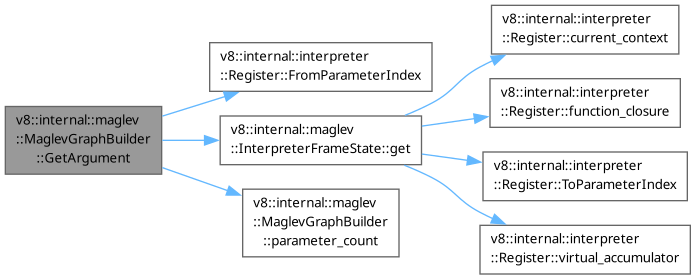 v8::internal::maglev
::MaglevGraphBuilder
::GetArgument
v8::internal::interpreter
::Register::FromParameterIndex
v8::internal::maglev
::InterpreterFrameState::get
v8::internal::maglev
::MaglevGraphBuilder
::parameter_count
v8::internal::interpreter
::Register::current_context
v8::internal::interpreter
::Register::function_closure
v8::internal::interpreter
::Register::ToParameterIndex
v8::internal::interpreter
::Register::virtual_accumulator